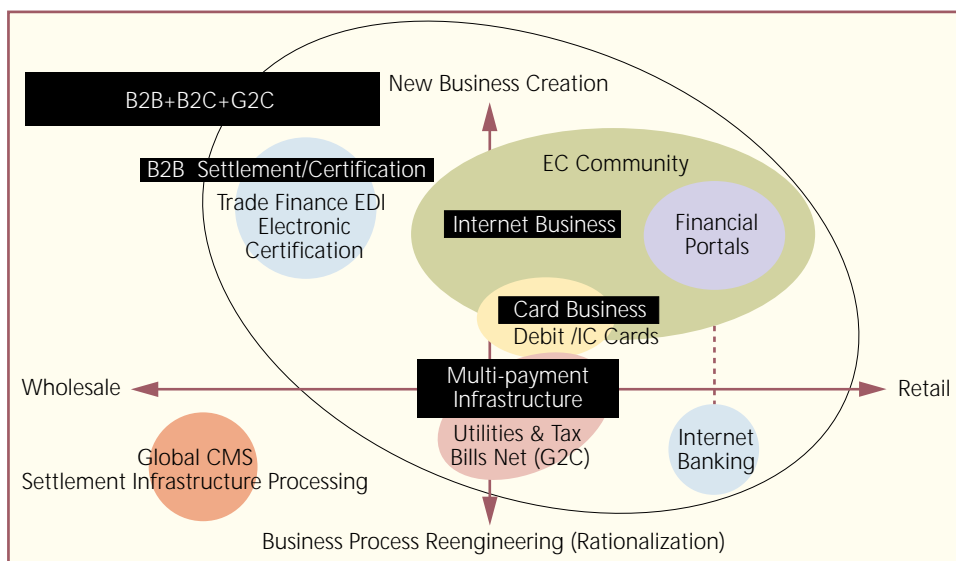 New Business Creation
B2B+B2C+G2C
B2B Settlement/Certification
Trade Finance EDI
Electronic
Certification
EC Community
Internet Business
Financial
Portals
Card Business
Debit /IC Cards
Wholesale
Multi-payment
Infrastructure
Retail
Utilities & Tax
Bills Net (G2C)
Internet
Banking
Global CMS
Settlement Infrastructure Processing
Business Process Reengineering (Rationalization)